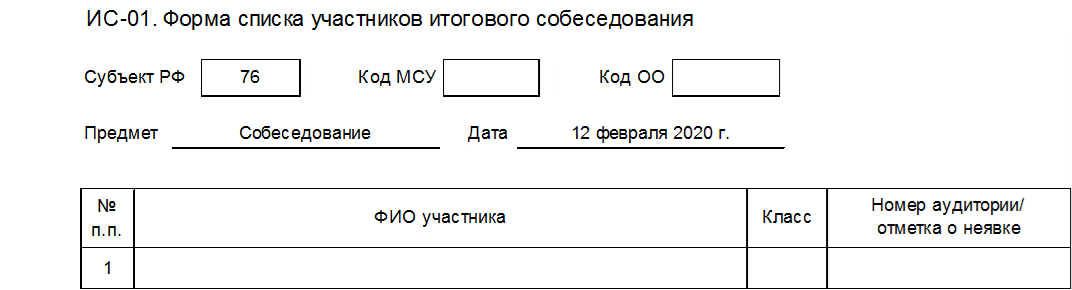 ИС-01. Форма списка участников итогового собеседования
Субъект РФ 76 Код МСУ Код ОО
Предмет Собеседование Дата 12 февраля 2020 г.
№ п.п. ФИО участника Класс Номер аудитории/ отметка о неявке
1